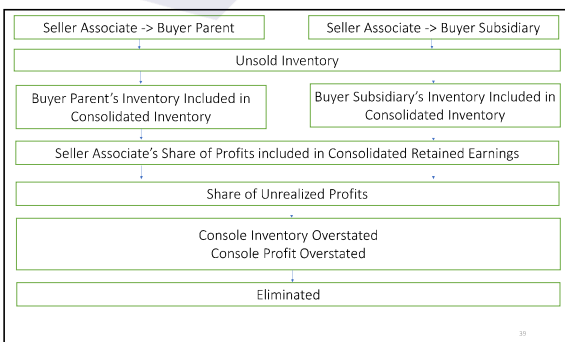 Seller Associate -> Buyer Parent
Seller Associate -> Buyer Subsidiary
Unsold Inventory
Buyer Parent's Inventory Included in
Consolidated Inventory
Buyer Subsidiary's Inventory Included in
Consolidated Inventory
Seller Associate's Share of Profits included in Consolidated Retained Earnings
Share of Unrealized Profits
Console Inventory Overstated
Console Profit Overstated
Eliminated
39